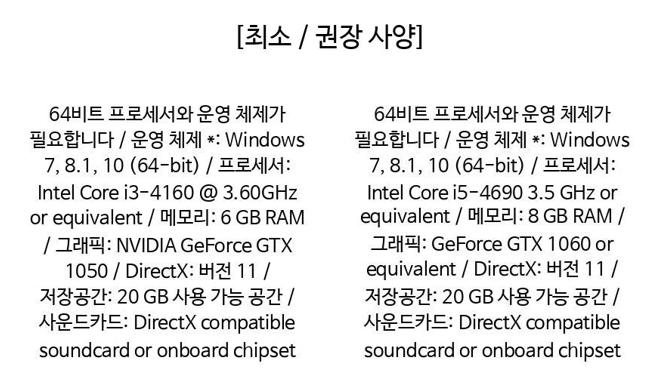 [최소 / 권장 사양]
64비트 프로세서와 운영 체제가
필요합니다 / 운영 체제 *: Windows
7, 8.1, 10 (64-bit) / 프로세서:
Intel Core i3-4160 @ 3.60GHz
or equivalent / 메모리: 6 GB RAM
/ 그래픽: NVIDIA GeForce GTX
1050 / DirectX: 버전 11 /
저장공간: 20 GB 사용 가능 공간 /
사운드카드: DirectX compatible
soundcard or onboard chipset
64비트 프로세서와 운영 체제가
필요합니다 / 운영 체제 *: Windows
7, 8.1, 10 (64-bit) / 프로세서:
Intel Core i5-4690 3.5 GHz or
equivalent / 메모리: 8 GB RAM /
그래픽: GeForce GTX 1060 or
equivalent / DirectX: 버전 11 /
저장공간: 20 GB 사용 가능 공간 /
사운드카드: DirectX compatible
soundcard or onboard chipset